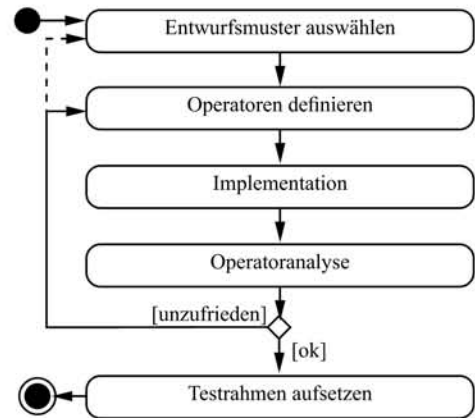 Entwurfsmuster auswählen
Operatoren definieren
Implementation
Operatoranalyse
[unzufrieden]
[ok]
Testrahmen aufsetzen